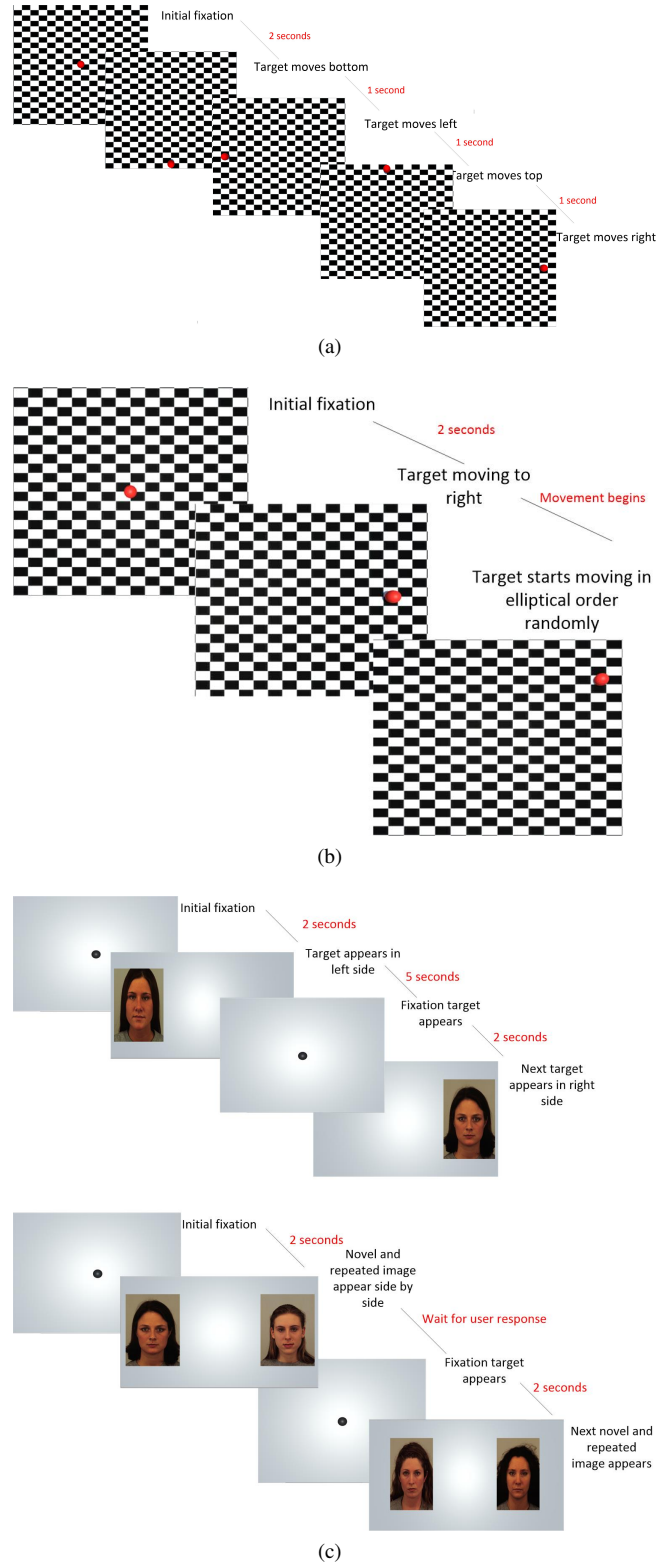 Initial fixation
2 seconds
Target moves bottom
1 second
Target moves left
1 second
Target moves top
1 second
Target moves right
(a)
Initial fixation
2 seconds
Target moving to
right
Movement begins
Target starts moving in
elliptical order
randomly
(b)
Initial fixation
2 seconds
Target appears in
left side
5 seconds
Fixation target
appears
2 seconds
Next target
appears in right
side
Initial fixation
2 seconds
Novel and
repeated image
appear side by
side
Wait for user response
Fixation target
appears
2 seconds
Next novel and
repeated
image appears
(c)